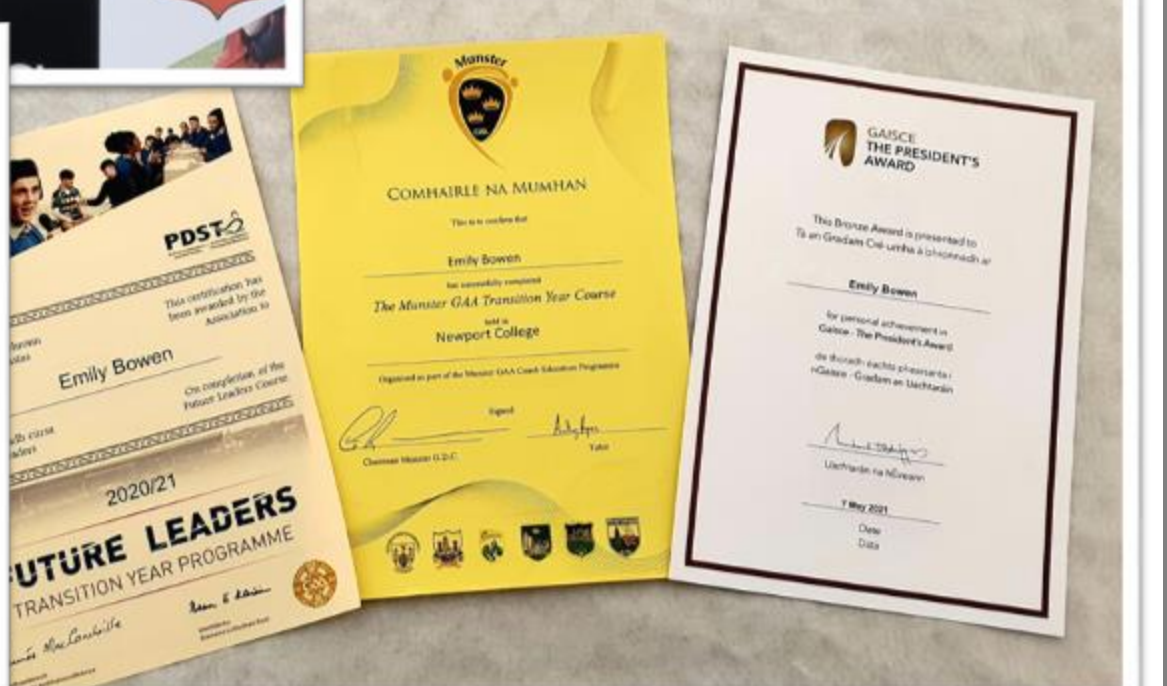 PDST
This certification has
been awarded by the
Association to
Emily Bowen
On completion of the
Future Leaders Course
2020/21
FUTURE LEADERS
TRANSITION YEAR PROGRAMME
Munster
GAA
COMHAIRLE NA MUMHAN
This is to confirm that
Emily Bowen
has successfully completed
The Munster GAA Transition Year Course
held in
Newport College
Organised as part of the Munster GAA Coach Education Programme
Signed
Chairman Munster G.D.C.
Tutor
GAISCE
THE PRESIDENT'S
AWARD
This Bronze Award is presented to
Tá an Gradam Cré-umha á bhronnadh ar
Emily Bowen
for personal achievement in
Gaisce - The President's Award
de thoradh éachta phearsanta i
nGaisce - Gradam an Uachtaráin
Uachtarán na hÉireann
7 May 2021
Date
Dáta